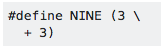 #define NINE (3 \
  + 3)